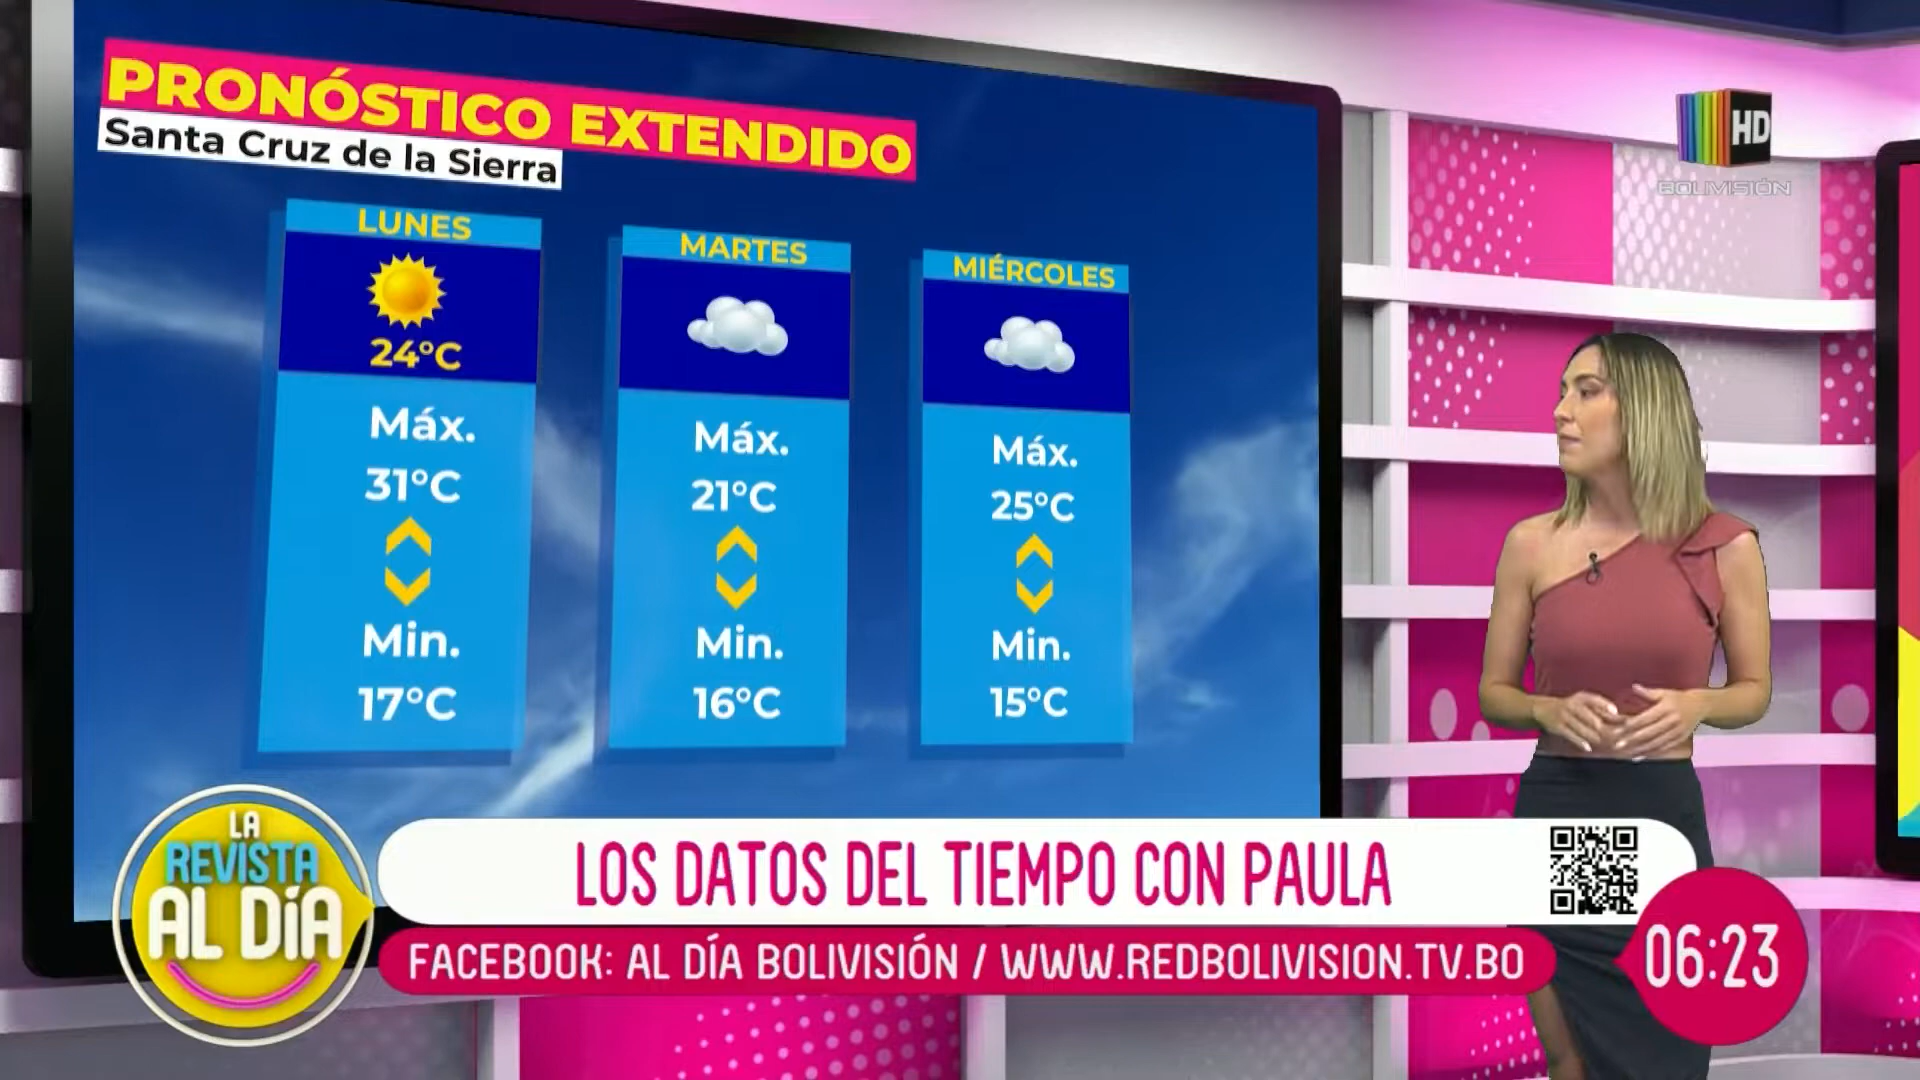 PRONÓSTICO EXTENDIDO
Santa Cruz de la Sierra
LUNES
24°C
Máx.
31°C
Min.
17°C
MARTES
Máx.
21°C
Min.
16°C
MIÉRCOLES
Máx.
25°C
Min.
15°C
HD
BOLIVISIÓN
LA
REVISTA
AL DÍA
LOS DATOS DEL TIEMPO CON PAULA
FACEBOOK: AL DÍA BOLIVISIÓN / WWW.REDBOLIVISION.TV.BO
06:23